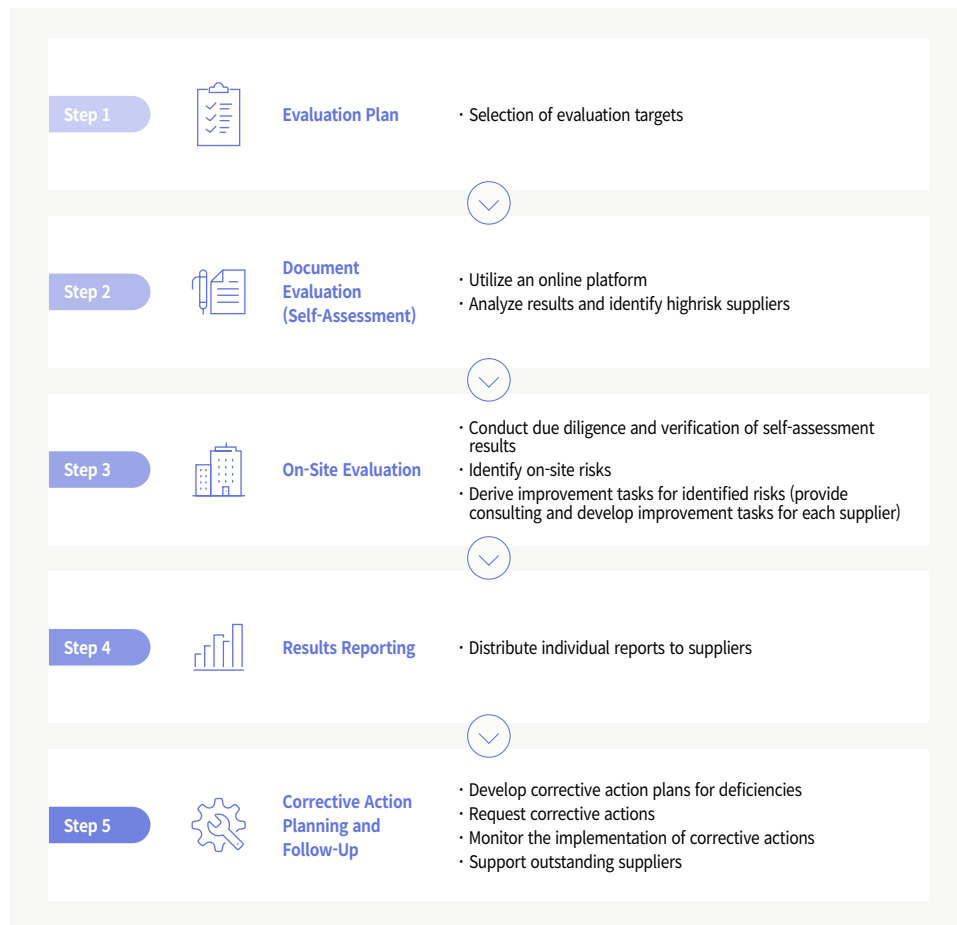 Step 1
Evaluation Plan
· Selection of evaluation targets
Step 2
Document
Evaluation
(Self-Assessment)
· Utilize an online platform
· Analyze results and identify highrisk suppliers
Step 3
On-Site Evaluation
· Conduct due diligence and verification of self-assessment
results
· Identify on-site risks
· Derive improvement tasks for identified risks (provide
consulting and develop improvement tasks for each supplier)
Step 4
Results Reporting
· Distribute individual reports to suppliers
Step 5
Corrective Action
Planning and
Follow-Up
· Develop corrective action plans for deficiencies
· Request corrective actions
· Monitor the implementation of corrective actions
· Support outstanding suppliers